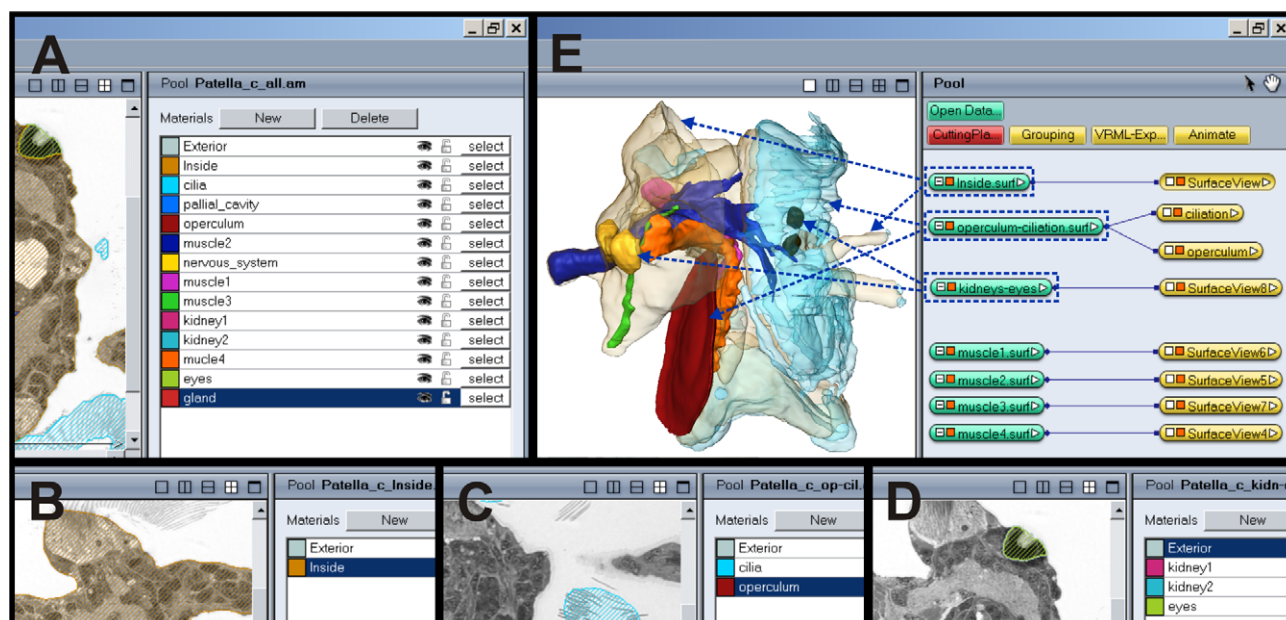 A
Pool Patella_c_all.am
Materials New Delete
Exterior select
Inside select
cilia select
pallial_cavity select
operculum select
muscle2 select
nervous_system select
muscle1 select
muscle3 select
kidney1 select
kidney2 select
mucle4 select
eyes select
gland select
E
Pool
Open Data...
CuttingPla... Grouping VRML-Exp... Animate
Inside.surf SurfaceView
operculum-ciliation.surf ciliation
operculum
kidneys-eyes SurfaceView8
muscle1.surf SurfaceView6
muscle2.surf SurfaceView5
muscle3.surf SurfaceView7
muscle4.surf SurfaceView4
B
Pool Patella_c_Inside.
Materials New
Exterior
Inside
C
Pool Patella_c_op-cil.
Materials New
Exterior
cilia
operculum
D
Pool Patella_c_kidn-
Materials New
Exterior
kidney1
kidney2
eyes